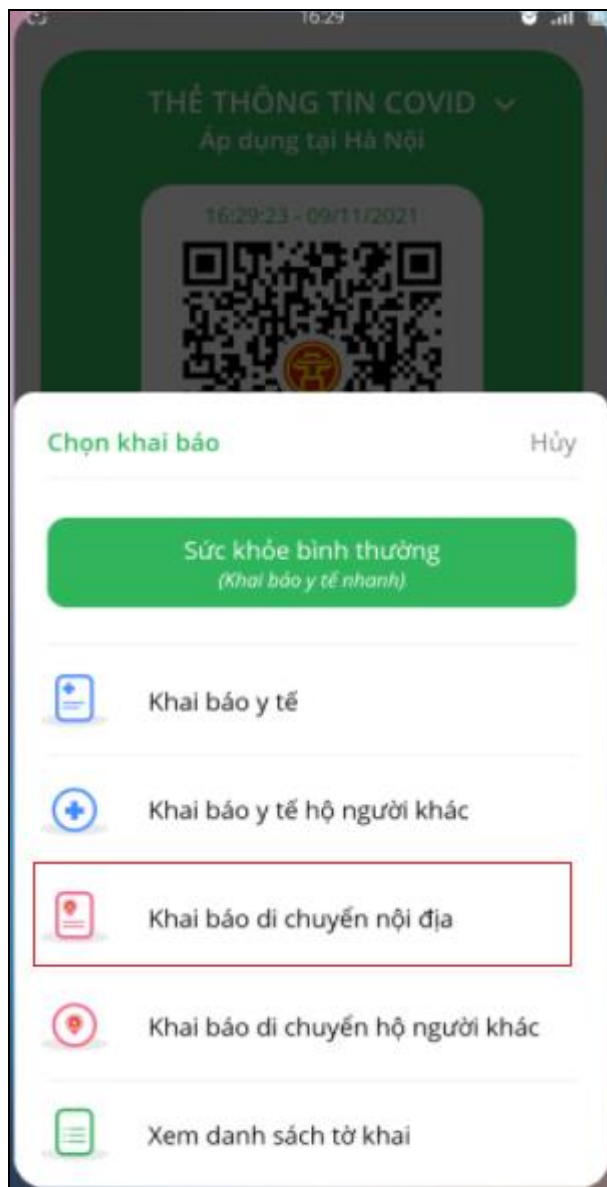 16:29
THẺ THÔNG TIN COVID
Áp dụng tại Hà Nội
16:29:23 - 09/11/2021
Chọn khai báo
Hủy
Sức khỏe bình thường
(Khai báo y tế nhanh)
Khai báo y tế
Khai báo y tế hộ người khác
Khai báo di chuyển nội địa
Khai báo di chuyển hộ người khác
Xem danh sách tờ khai